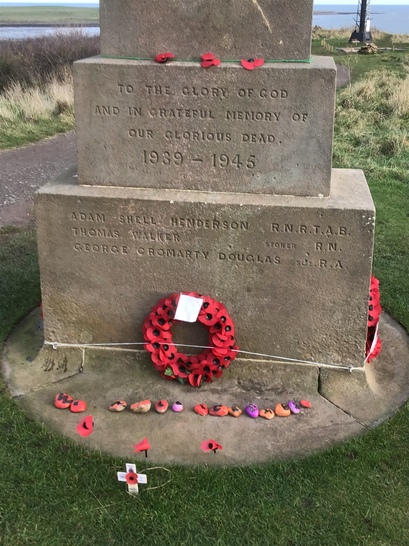 TO THE GLORY OF GOD
AND IN GRATEFUL MEMORY OF
OUR GLORIOUS DEAD.
1939 – 1945
ADAM SHELL HENDERSON R.N.R.T.A.B.
THOMAS WALKER STOKER R.N.
GEORGE CROMARTY DOUGLAS R.A.